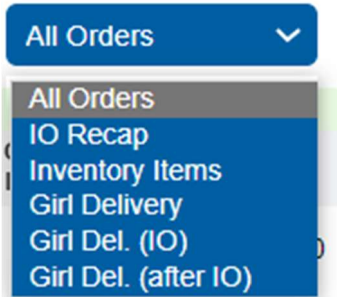 All Orders
All Orders
IO Recap
Inventory Items
Girl Delivery
Girl Del. (IO)
Girl Del. (after IO)